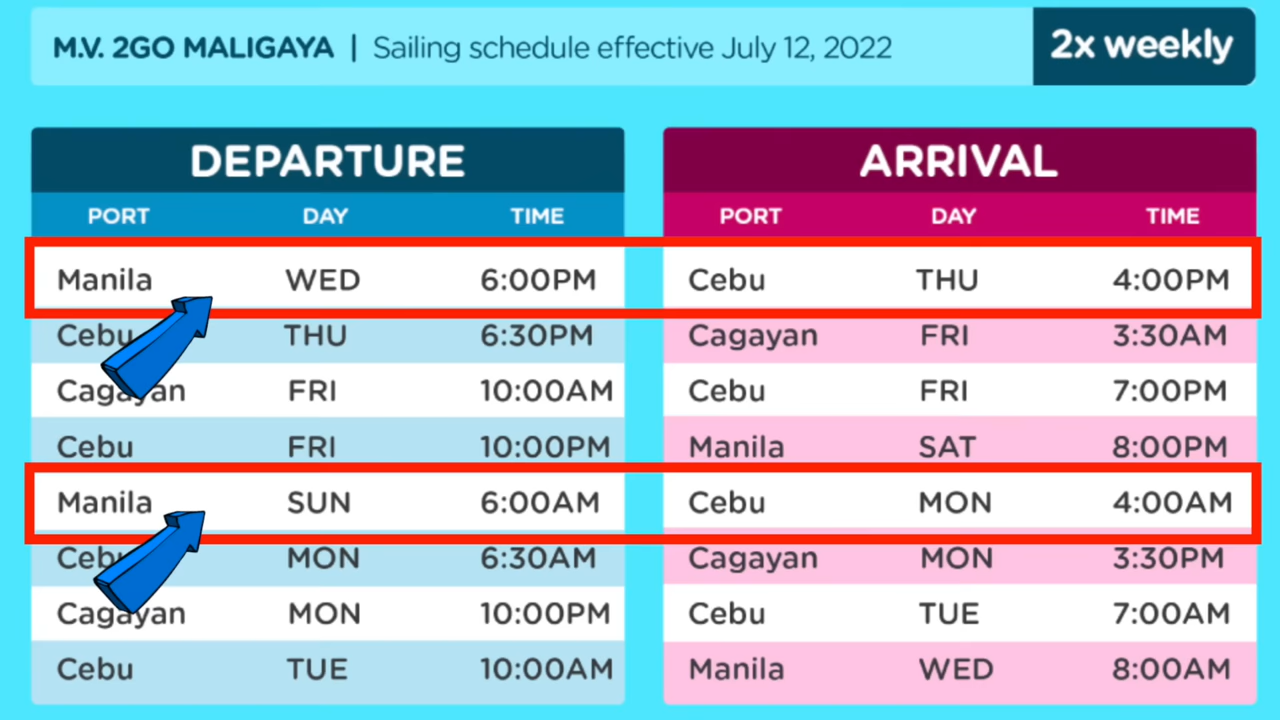 M.V. 2GO MALIGAYA | Sailing schedule effective July 12, 2022 2x weekly
DEPARTURE ARRIVAL
PORT DAY TIME PORT DAY TIME
Manila WED 6:00PM Cebu THU 4:00PM
Cebu THU 6:30PM Cagayan FRI 3:30AM
Cagayan FRI 10:00AM Cebu FRI 7:00PM
Cebu FRI 10:00PM Manila SAT 8:00PM
Manila SUN 6:00AM Cebu MON 4:00AM
Cebu MON 6:30AM Cagayan MON 3:30PM
Cagayan MON 10:00PM Cebu TUE 7:00AM
Cebu TUE 10:00AM Manila WED 8:00AM